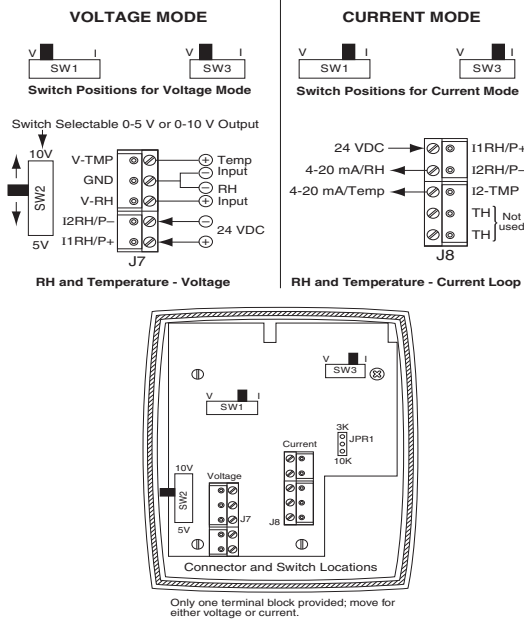 VOLTAGE MODE
V I
SW1
V I
SW3
Switch Positions for Voltage Mode
Switch Selectable 0-5 V or 0-10 V Output
10V
SW2
5V
V-TMP
GND
V-RH
I2RH/P–
I1RH/P+
+ Temp
– Input
– RH
+ Input
–
+
24 VDC
J7
RH and Temperature - Voltage
CURRENT MODE
V I
SW1
V I
SW3
Switch Positions for Current Mode
24 VDC
4-20 mA/RH
4-20 mA/Temp
I1RH/P+
I2RH/P–
I2-TMP
TH
TH
Not
used
J8
RH and Temperature - Current Loop
V I
SW3
V I
SW1
3K
JPR1
10K
Current
J8
10V
SW2
5V
Voltage
J7
Connector and Switch Locations
Only one terminal block provided; move for
either voltage or current.